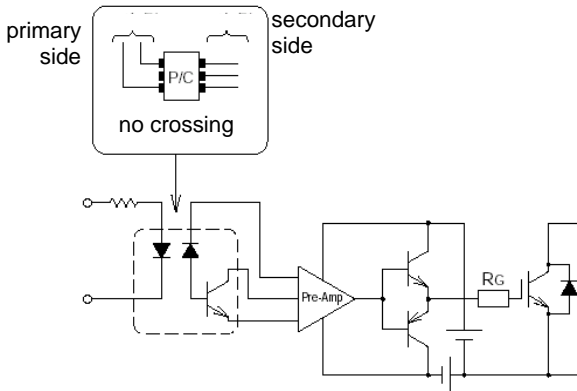 primary
side
secondary
side
P/C
no crossing
Pre-Amp
RG